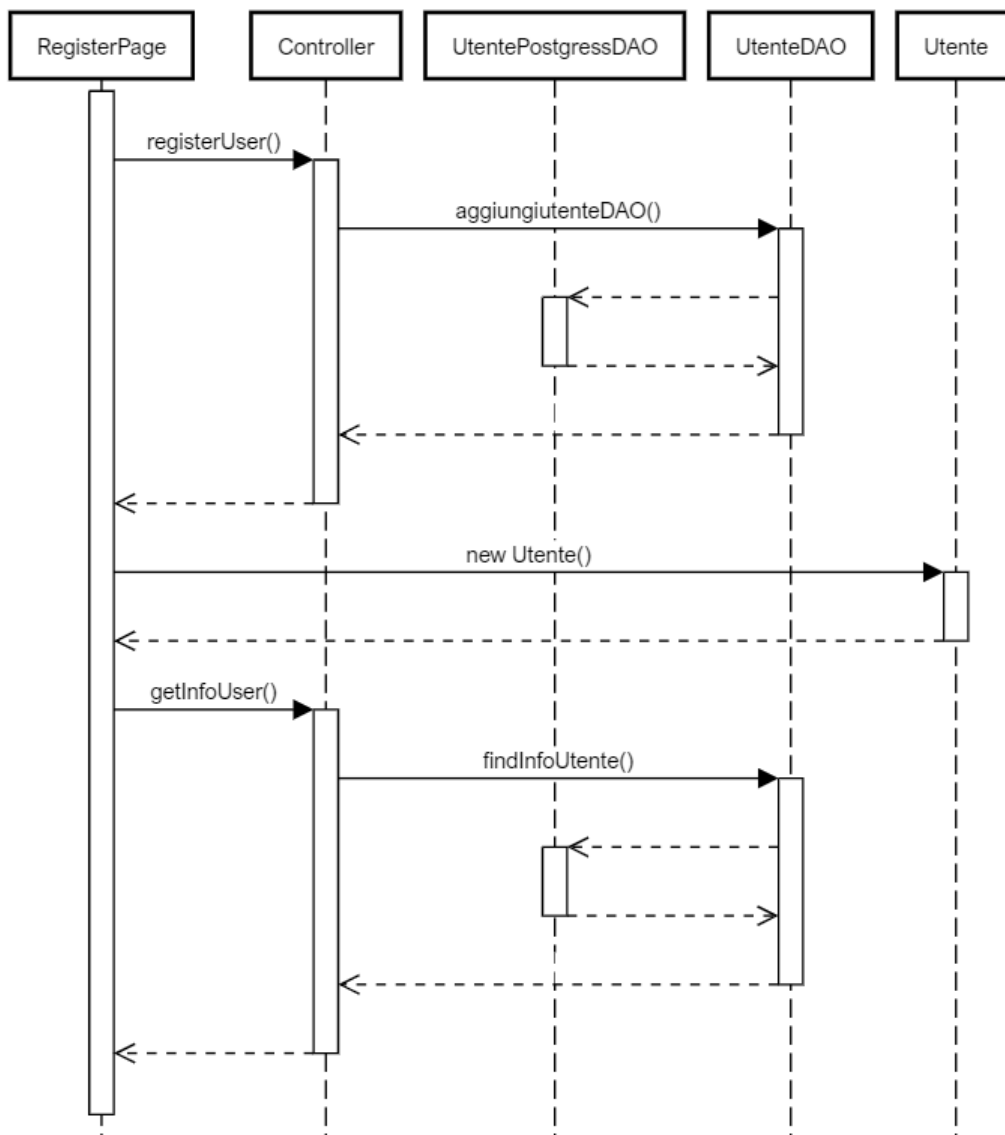 RegisterPage
Controller
UtentePostgressDAO
UtenteDAO
Utente
registerUser()
aggiungiutenteDAO()
new Utente()
getInfoUser()
findInfoUtente()